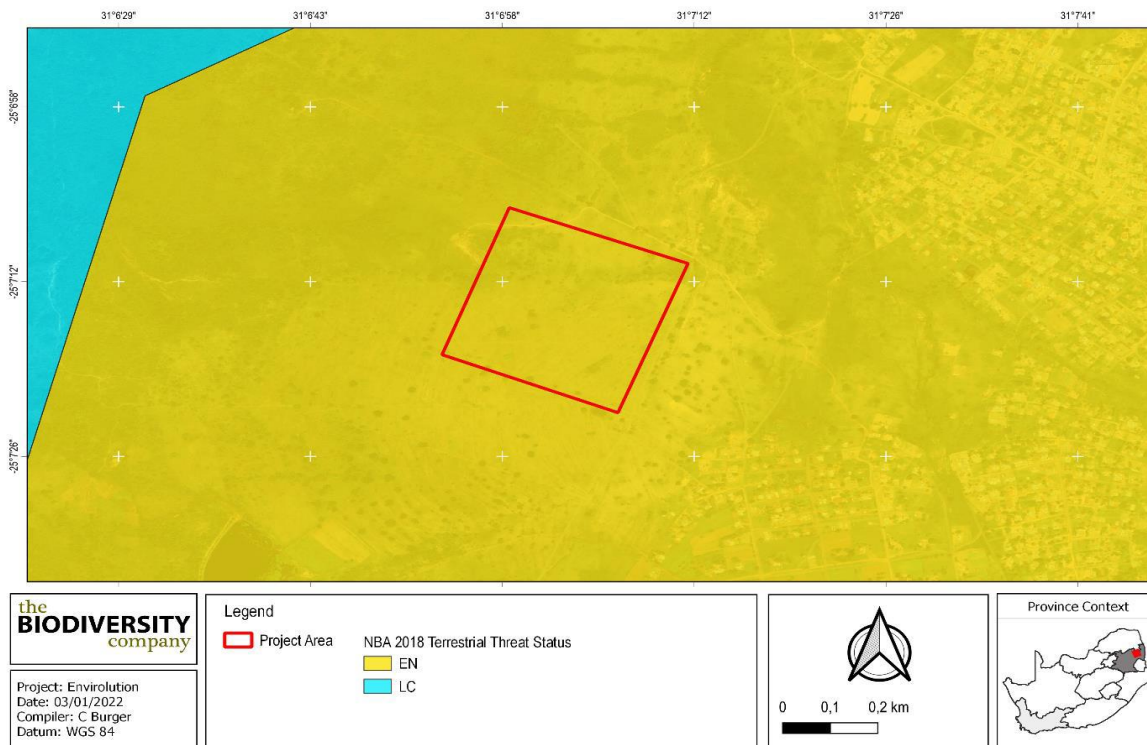 31°6'29" 31°6'43" 31°6'58" 31°7'12" 31°7'26" 31°7'41"
-25°6'58"
-25°7'12"
-25°7'26"
the
BIODIVERSITY
company
Project: Envirolution
Date: 03/01/2022
Compiler: C Burger
Datum: WGS 84
Legend
Project Area
NBA 2018 Terrestrial Threat Status
EN
LC
0 0,1 0,2 km
Province Context